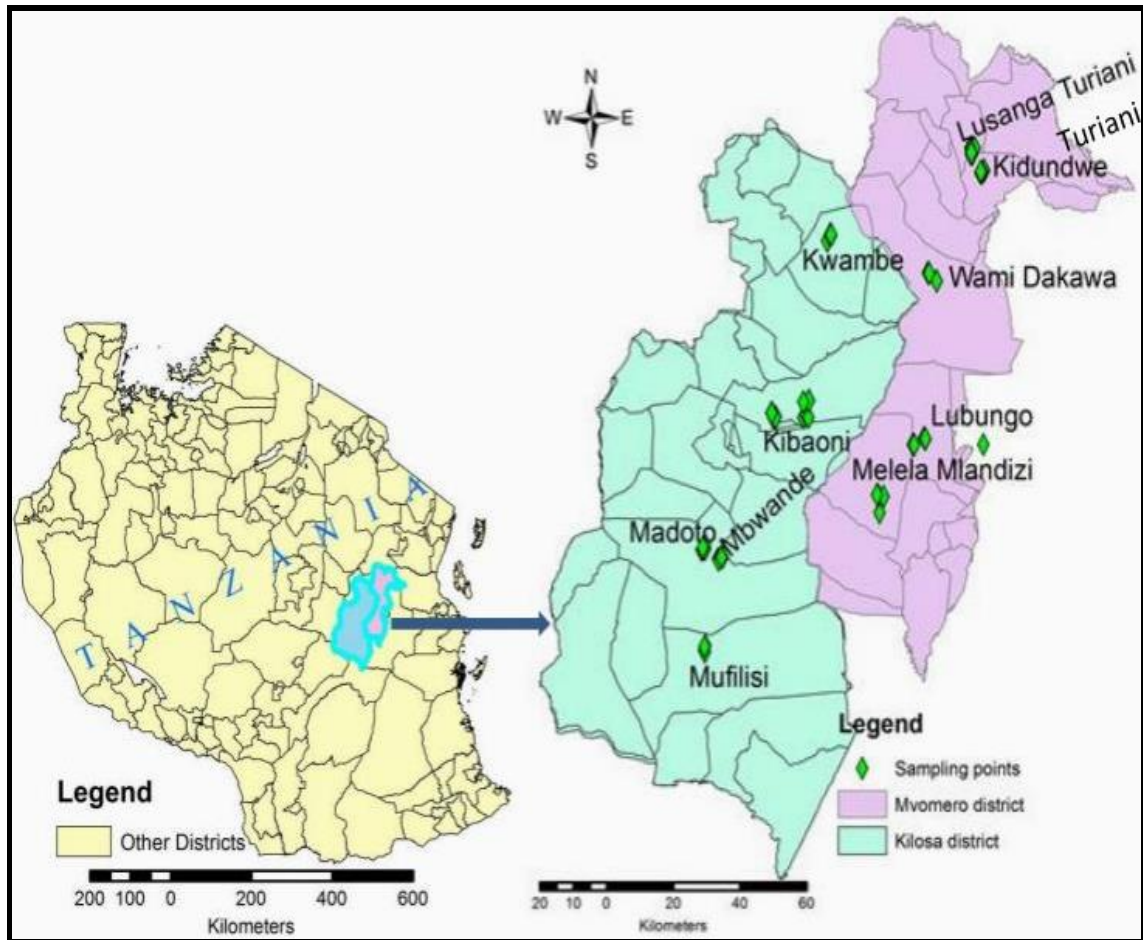 N
W E
S
Lusanga Turiani
Turiani
Kidundwe
Kwambe
Wami Dakawa
Kibaoni
Lubungo
Melela Mlandizi
Madoto
Mbwande
Mufilisi
TANZANIA
Legend
Other Districts
200 100 0 200 400 600
Kilometers
Legend
Sampling points
Mvomero district
Kilosa district
20 10 0 20 40 60
Kilometers